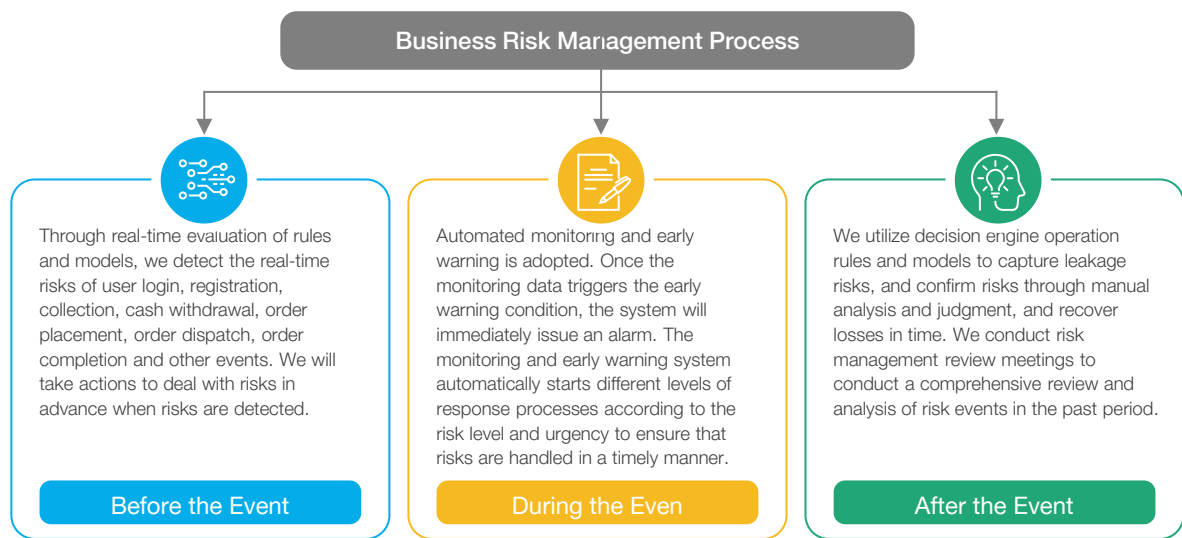 Business Risk Management Process
Through real-time evaluation of rules
and models, we detect the real-time
risks of user login, registration,
collection, cash withdrawal, order
placement, order dispatch, order
completion and other events. We will
take actions to deal with risks in
advance when risks are detected.
Before the Event
Automated monitoring and early
warning is adopted. Once the
monitoring data triggers the early
warning condition, the system will
immediately issue an alarm. The
monitoring and early warning system
automatically starts different levels of
response processes according to the
risk level and urgency to ensure that
risks are handled in a timely manner.
During the Even
We utilize decision engine operation
rules and models to capture leakage
risks, and confirm risks through manual
analysis and judgment, and recover
losses in time. We conduct risk
management review meetings to
conduct a comprehensive review and
analysis of risk events in the past period.
After the Event